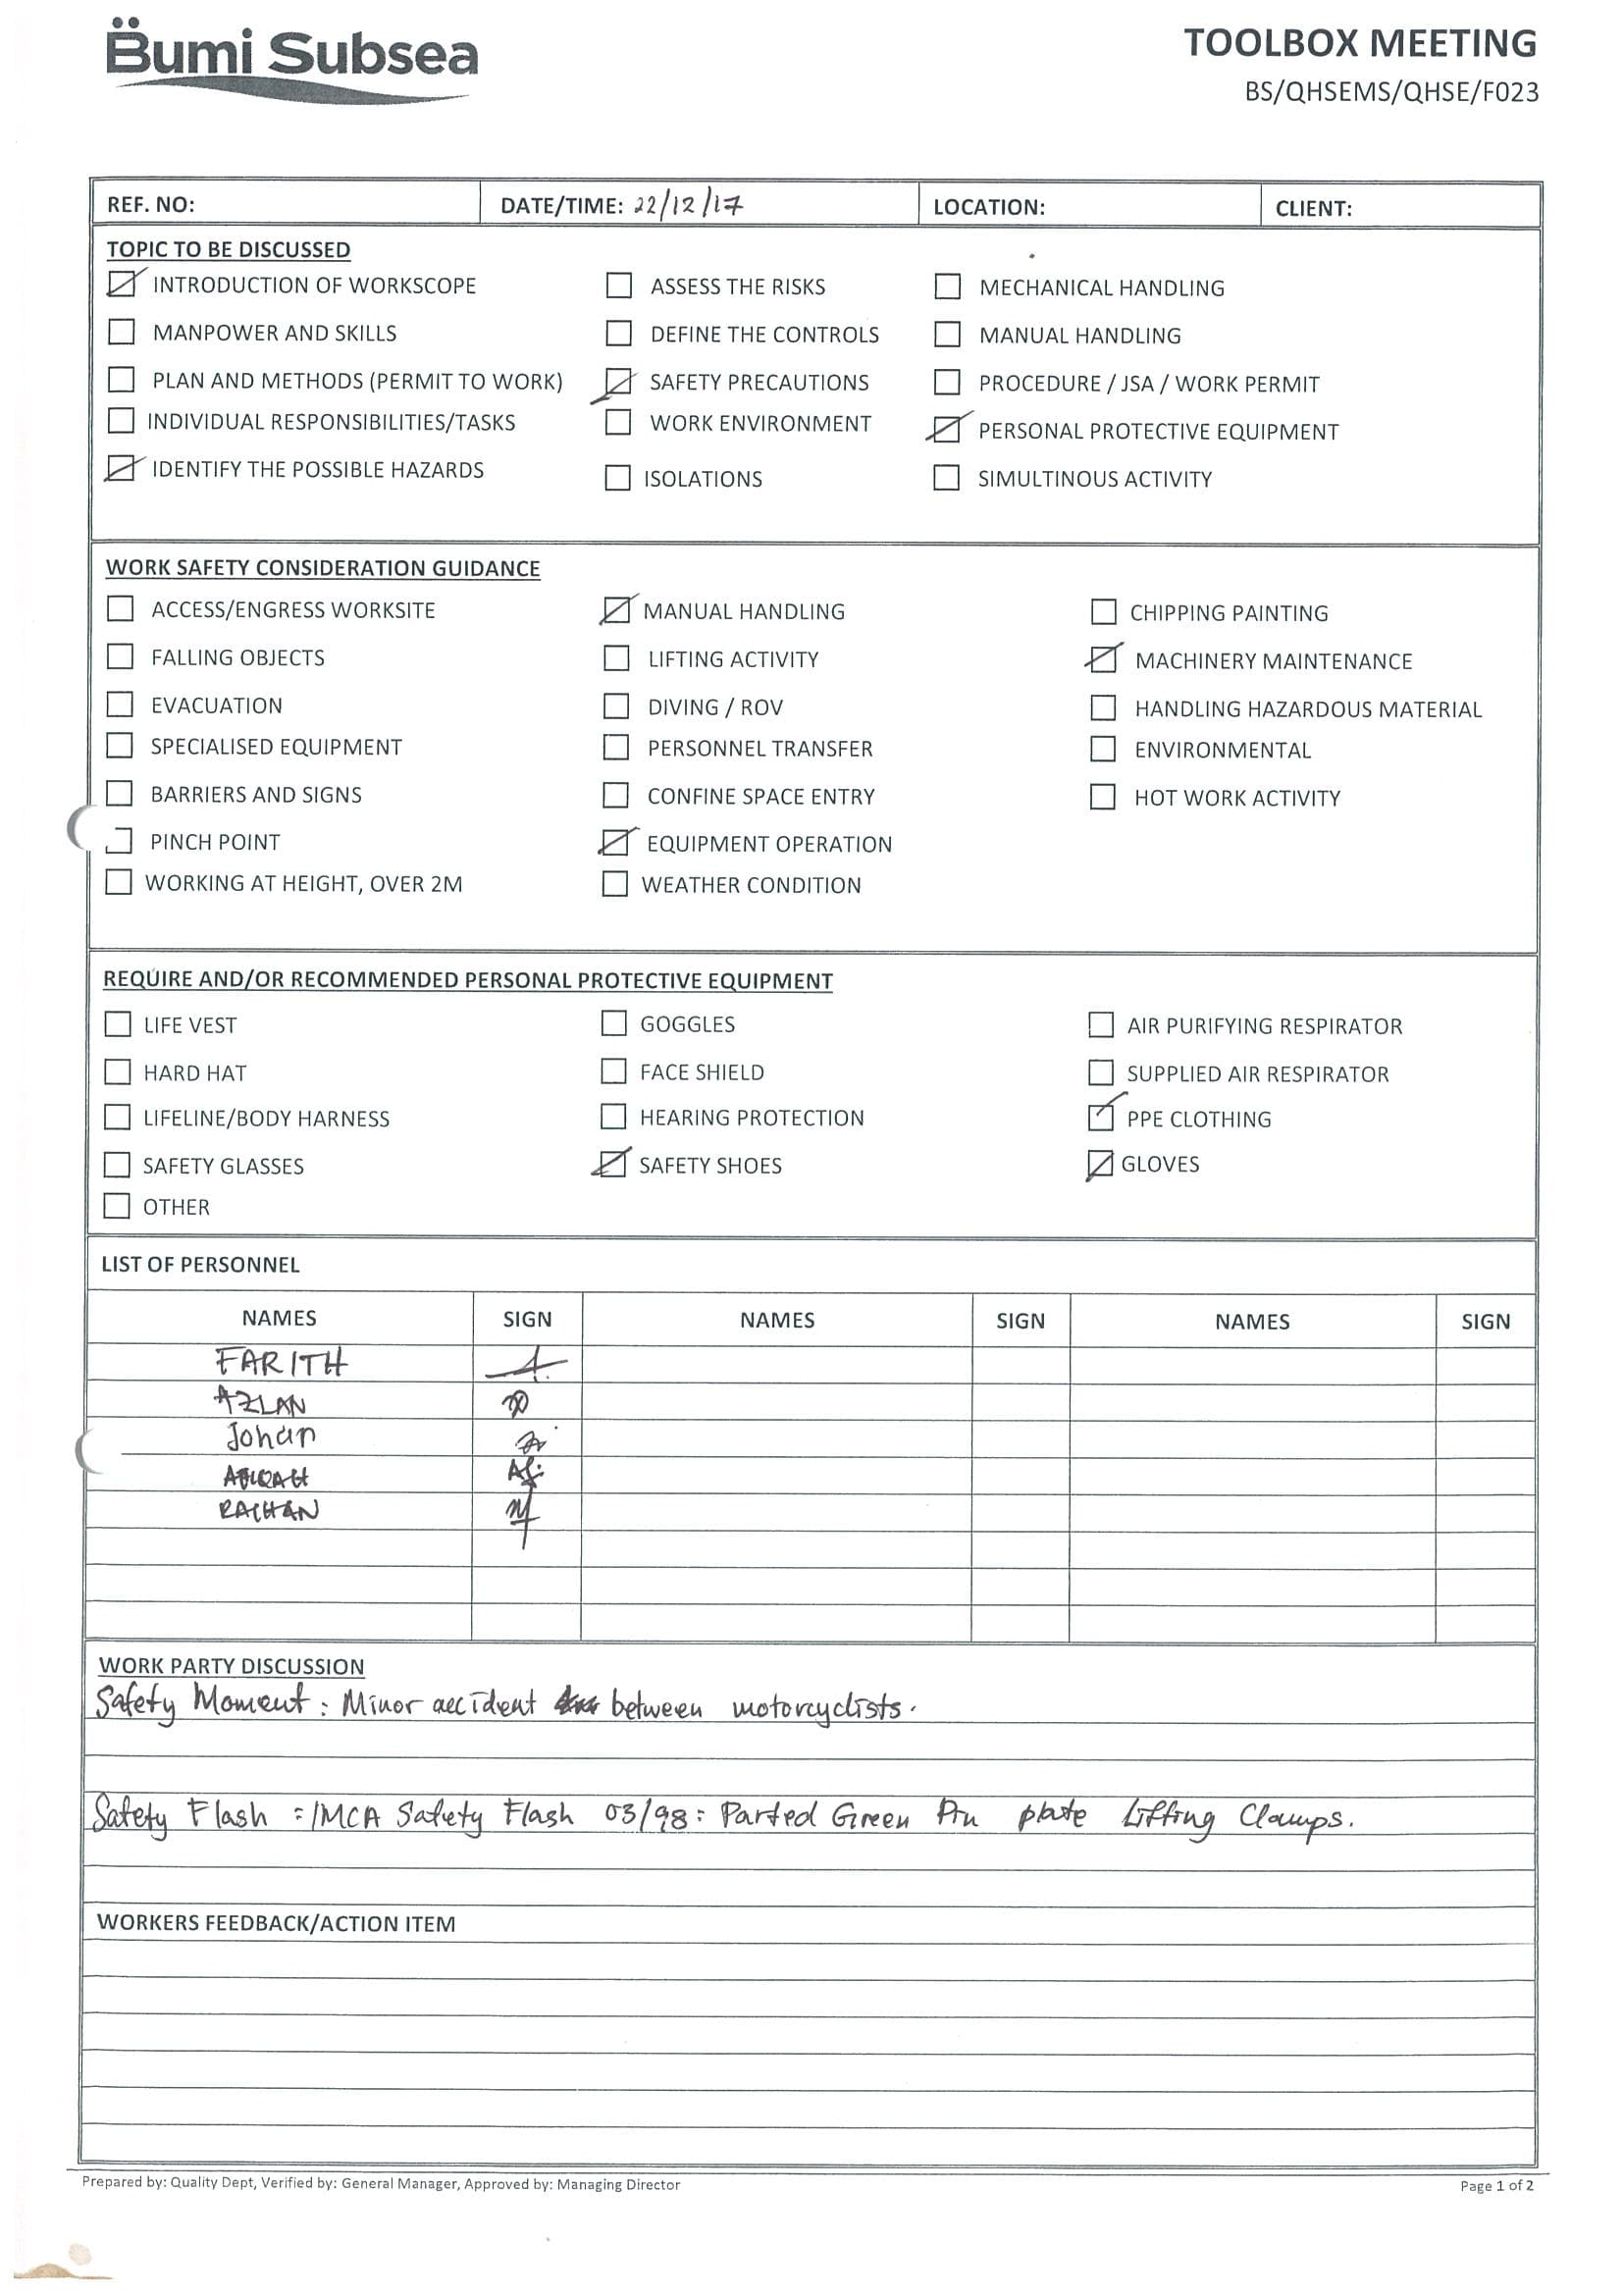 Bumi Subsea
TOOLBOX MEETING
BS/QHSEMS/QHSE/F023
REF. NO: DATE/TIME: 22/12/17 LOCATION: CLIENT:
TOPIC TO BE DISCUSSED
INTRODUCTION OF WORKSCOPE ASSESS THE RISKS MECHANICAL HANDLING
MANPOWER AND SKILLS DEFINE THE CONTROLS MANUAL HANDLING
PLAN AND METHODS (PERMIT TO WORK) SAFETY PRECAUTIONS PROCEDURE / JSA / WORK PERMIT
INDIVIDUAL RESPONSIBILITIES/TASKS WORK ENVIRONMENT PERSONAL PROTECTIVE EQUIPMENT
IDENTIFY THE POSSIBLE HAZARDS ISOLATIONS SIMULTINOUS ACTIVITY
WORK SAFETY CONSIDERATION GUIDANCE
ACCESS/ENGRESS WORKSITE MANUAL HANDLING CHIPPING PAINTING
FALLING OBJECTS LIFTING ACTIVITY MACHINERY MAINTENANCE
EVACUATION DIVING / ROV HANDLING HAZARDOUS MATERIAL
SPECIALISED EQUIPMENT PERSONNEL TRANSFER ENVIRONMENTAL
BARRIERS AND SIGNS CONFINE SPACE ENTRY HOT WORK ACTIVITY
PINCH POINT EQUIPMENT OPERATION
WORKING AT HEIGHT, OVER 2M WEATHER CONDITION
REQUIRE AND/OR RECOMMENDED PERSONAL PROTECTIVE EQUIPMENT
LIFE VEST GOGGLES AIR PURIFYING RESPIRATOR
HARD HAT FACE SHIELD SUPPLIED AIR RESPIRATOR
LIFELINE/BODY HARNESS HEARING PROTECTION PPE CLOTHING
SAFETY GLASSES SAFETY SHOES GLOVES
OTHER
LIST OF PERSONNEL
NAMES SIGN NAMES SIGN NAMES SIGN
FARITH
AZLAN
Johan
RAIHAN
WORK PARTY DISCUSSION
Safety Moment : Minor accident between motorcyclists.
Safety Flash : IMCA Safety Flash 03/98 : Parted Green Pin plate Lifting Clamps.
WORKERS FEEDBACK/ACTION ITEM
Prepared by: Quality Dept, Verified by: General Manager, Approved by: Managing Director Page 1 of 2